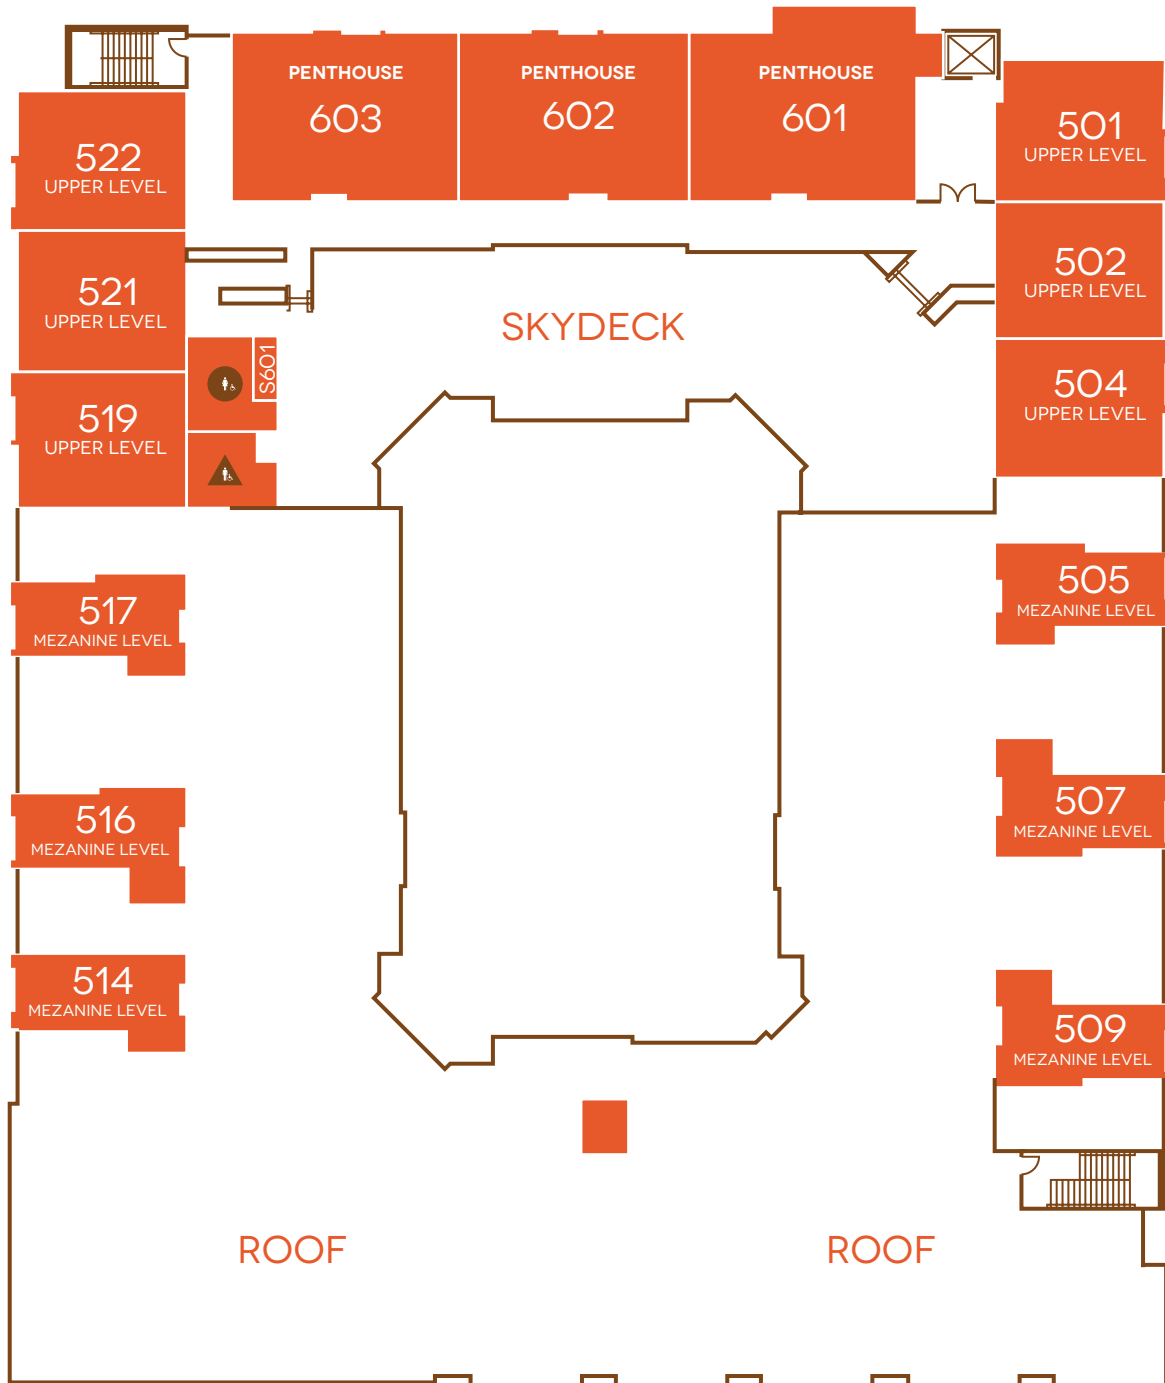 PENTHOUSE
603
PENTHOUSE
602
PENTHOUSE
601
501
UPPER LEVEL
522
UPPER LEVEL
502
UPPER LEVEL
521
UPPER LEVEL
SKYDECK
S601
504
UPPER LEVEL
519
UPPER LEVEL
505
MEZANINE LEVEL
517
MEZANINE LEVEL
507
MEZANINE LEVEL
516
MEZANINE LEVEL
514
MEZANINE LEVEL
509
MEZANINE LEVEL
ROOF
ROOF